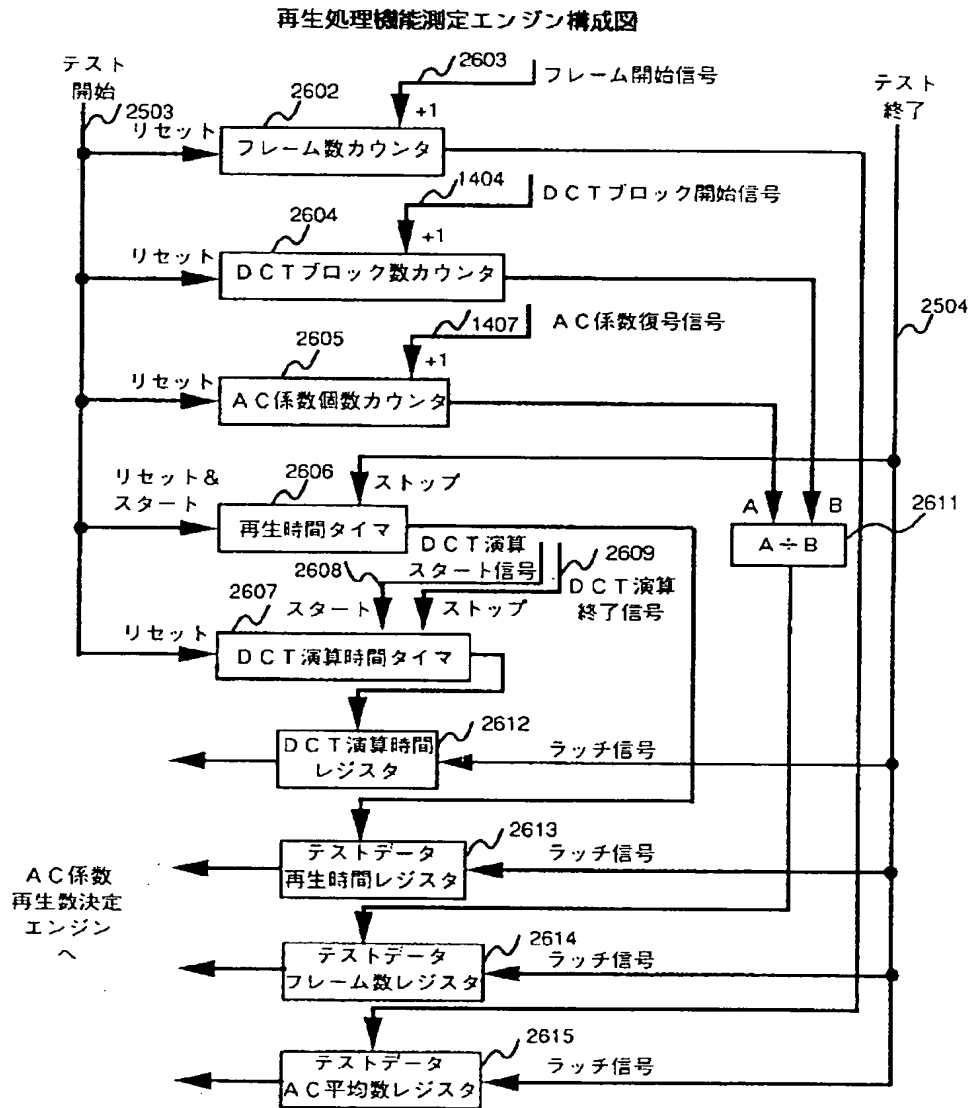 再生処理機能測定エンジン構成図
テスト
開始
2503
2602
2603
フレーム開始信号
テスト
終了
リセット
+1
フレーム数カウンタ
1404
DCTブロック開始信号
2604
リセット
+1
DCTブロック数カウンタ
2504
1407
AC係数復号信号
2605
リセット
+1
AC係数個数カウンタ
リセット&
スタート
2606
ストップ
再生時間タイマ
A
B
2611
A÷B
DCT演算
スタート信号
2608
2609
DCT演算
終了信号
2607
スタート
ストップ
リセット
DCT演算時間タイマ
2612
DCT演算時間
レジスタ
ラッチ信号
2613
テストデータ
再生時間レジスタ
ラッチ信号
AC係数
再生数決定
エンジン
へ
2614
テストデータ
フレーム数レジスタ
ラッチ信号
2615
テストデータ
AC平均数レジスタ
ラッチ信号